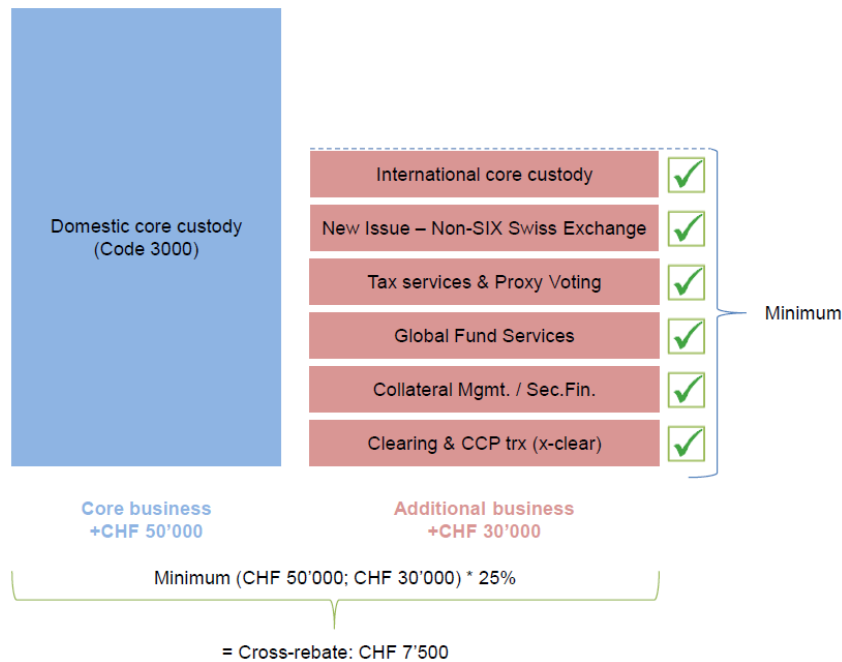 Domestic core custody
(Code 3000)
International core custody
New Issue – Non-SIX Swiss Exchange
Tax services & Proxy Voting
Global Fund Services
Collateral Mgmt. / Sec.Fin.
Clearing & CCP trx (x-clear)
Minimum
Core business
+CHF 50’000
Additional business
+CHF 30’000
Minimum (CHF 50’000; CHF 30’000) * 25%
= Cross-rebate: CHF 7’500